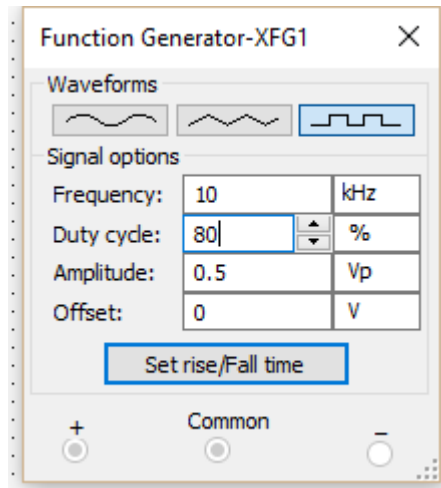 Function Generator-XFG1
Waveforms
Signal options
Frequency: 10 kHz
Duty cycle: 80 %
Amplitude: 0.5 Vp
Offset: 0 V
Set rise/Fall time
+ Common −